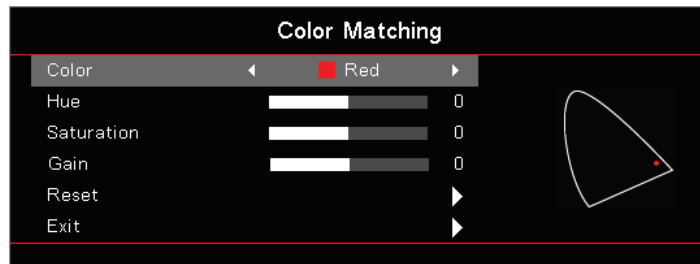 Color Matching
Color Red
Hue 0
Saturation 0
Gain 0
Reset
Exit